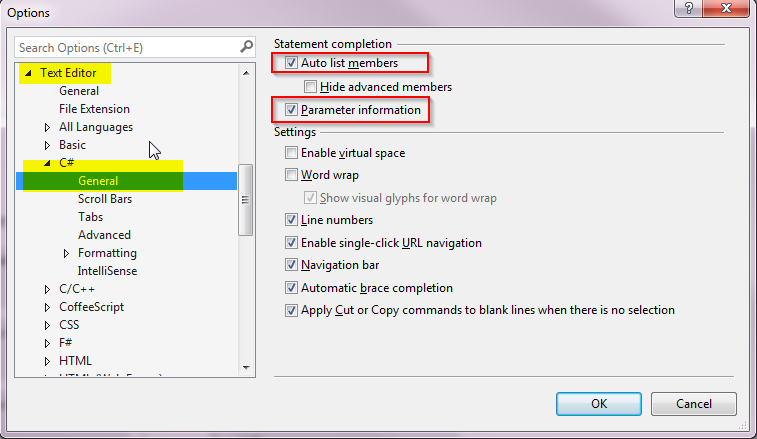 Options
?
Search Options (Ctrl+E)
Text Editor
General
File Extension
All Languages
Basic
C#
General
Scroll Bars
Tabs
Advanced
Formatting
IntelliSense
C/C++
CoffeeScript
CSS
F#
HTML
Statement completion
Auto list members
Hide advanced members
Parameter information
Settings
Enable virtual space
Word wrap
Show visual glyphs for word wrap
Line numbers
Enable single-click URL navigation
Navigation bar
Automatic brace completion
Apply Cut or Copy commands to blank lines when there is no selection
OK
Cancel